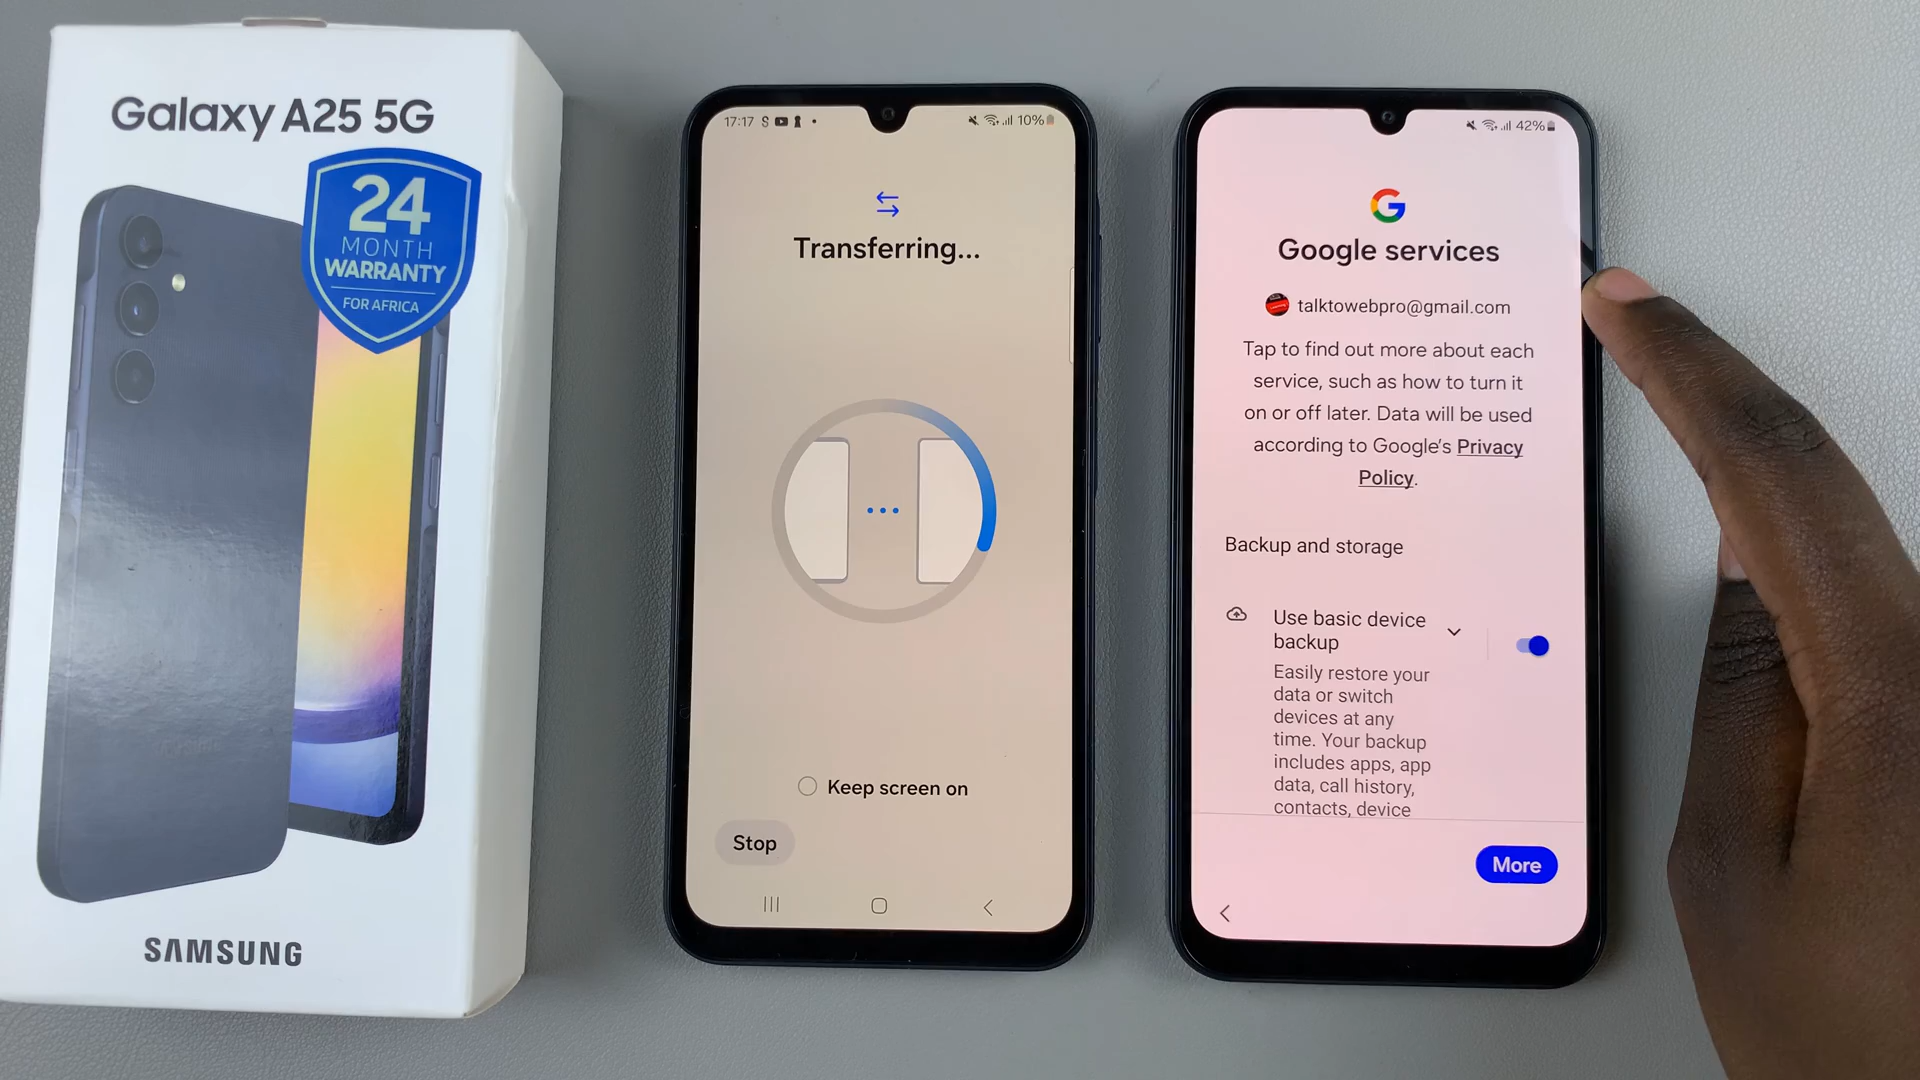 Galaxy A25 5G
24
MONTH
WARRANTY
FOR AFRICA
SAMSUNG
17:17
10%
Transferring...
Keep screen on
Stop
42%
Google services
talktowebpro@gmail.com
Tap to find out more about each
service, such as how to turn it
on or off later. Data will be used
according to Google's Privacy
Policy.
Backup and storage
Use basic device
backup
Easily restore your
data or switch
devices at any
time. Your backup
includes apps, app
data, call history,
contacts, device
More